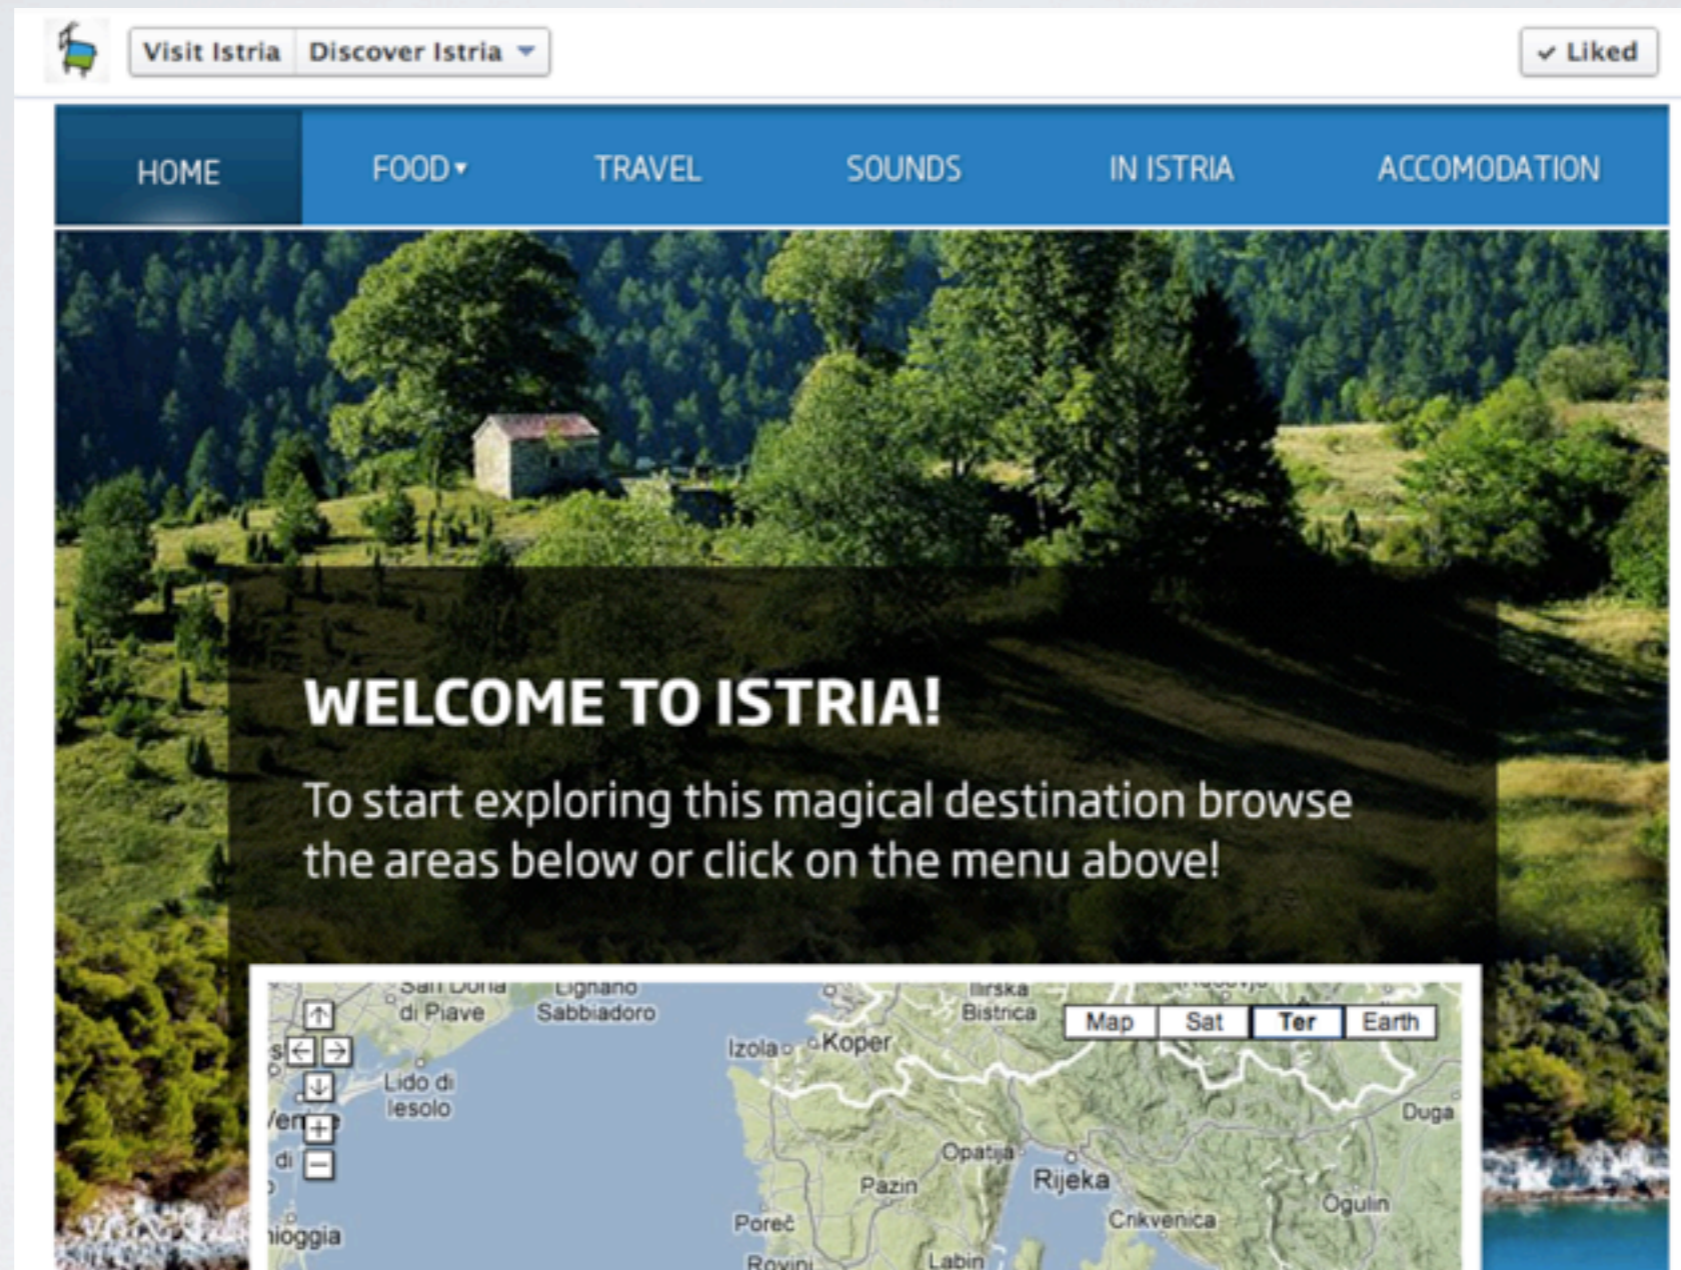 Visit Istria Discover Istria
Liked
HOME FOOD TRAVEL SOUNDS IN ISTRIA ACCOMODATION
WELCOME TO ISTRIA!
To start exploring this magical destination browse
the areas below or click on the menu above!
di Piave
Lignano
Sabbiadoro
Ilirska
Bistrica
Map Sat Ter Earth
Izola
Koper
Lido di
Iesolo
Duga
di
Opatija
Rijeka
Pazin
Ogulin
Poreč
Crikvenica
Labin